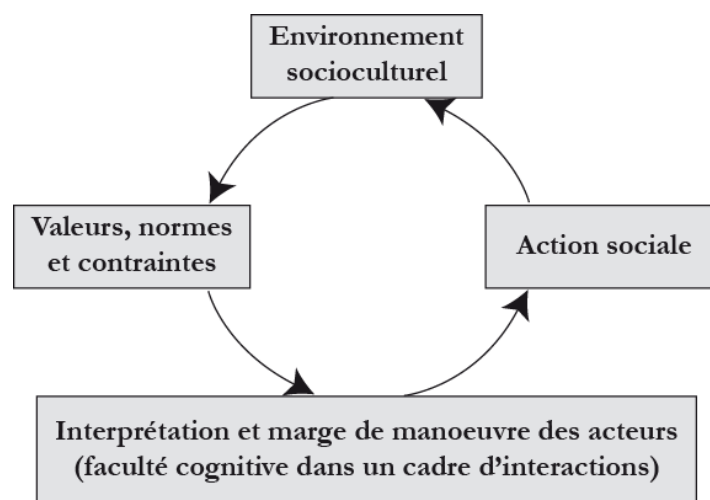 Environnement
socioculturel
Valeurs, normes
et contraintes
Action sociale
Interprétation et marge de manoeuvre des acteurs
(faculté cognitive dans un cadre d'interactions)